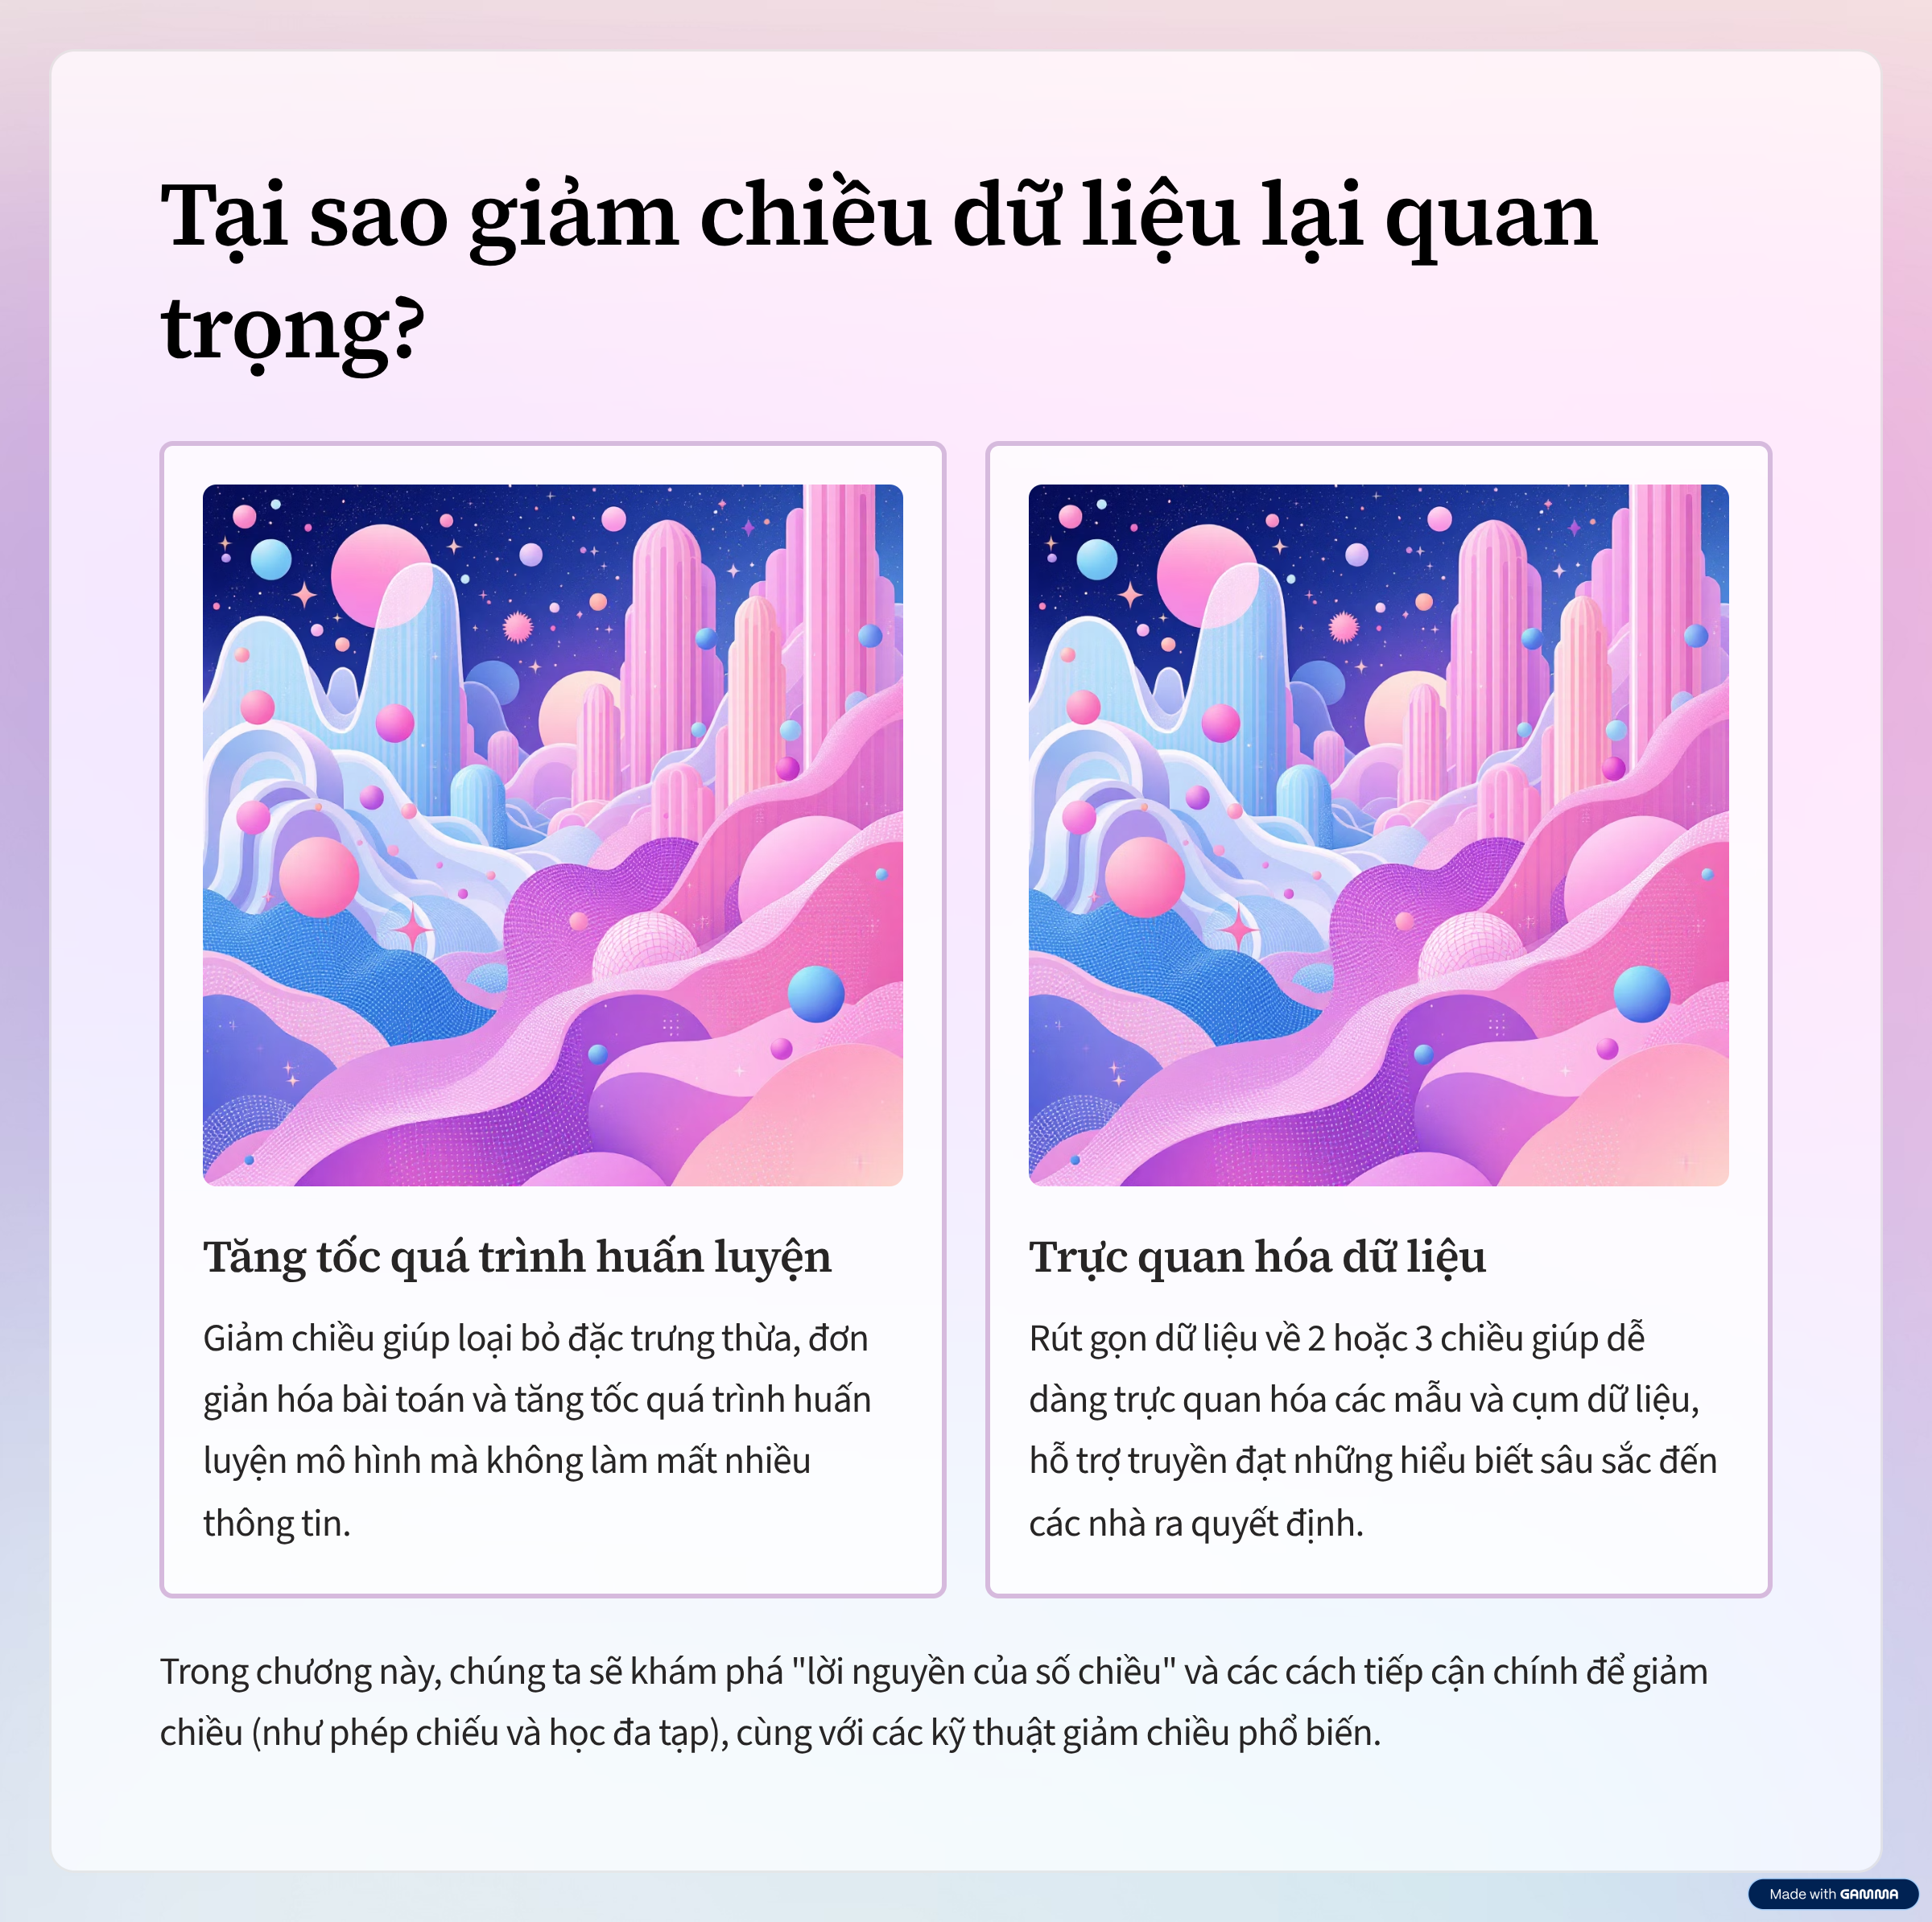 Tại sao giảm chiều dữ liệu lại quan
trọng?
Tăng tốc quá trình huấn luyện
Giảm chiều giúp loại bỏ đặc trưng thừa, đơn
giản hóa bài toán và tăng tốc quá trình huấn
luyện mô hình mà không làm mất nhiều
thông tin.
Trực quan hóa dữ liệu
Rút gọn dữ liệu về 2 hoặc 3 chiều giúp dễ
dàng trực quan hóa các mẫu và cụm dữ liệu,
hỗ trợ truyền đạt những hiểu biết sâu sắc đến
các nhà ra quyết định.
Trong chương này, chúng ta sẽ khám phá "lời nguyền của số chiều" và các cách tiếp cận chính để giảm
chiều (như phép chiếu và học đa tạp), cùng với các kỹ thuật giảm chiều phổ biến.
Made with GAMMA